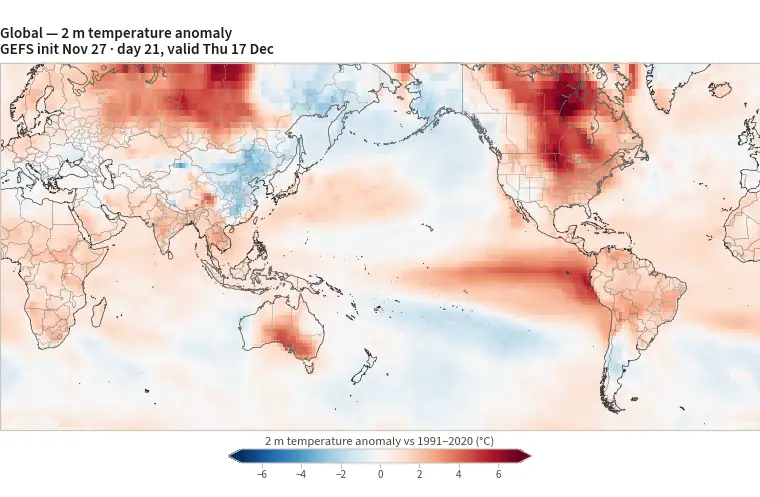 Global — 2 m temperature anomaly
GEFS init Nov 27 · day 21, valid Thu 17 Dec
2 m temperature anomaly vs 1991–2020 (°C)
−6 −4 −2 0 2 4 6